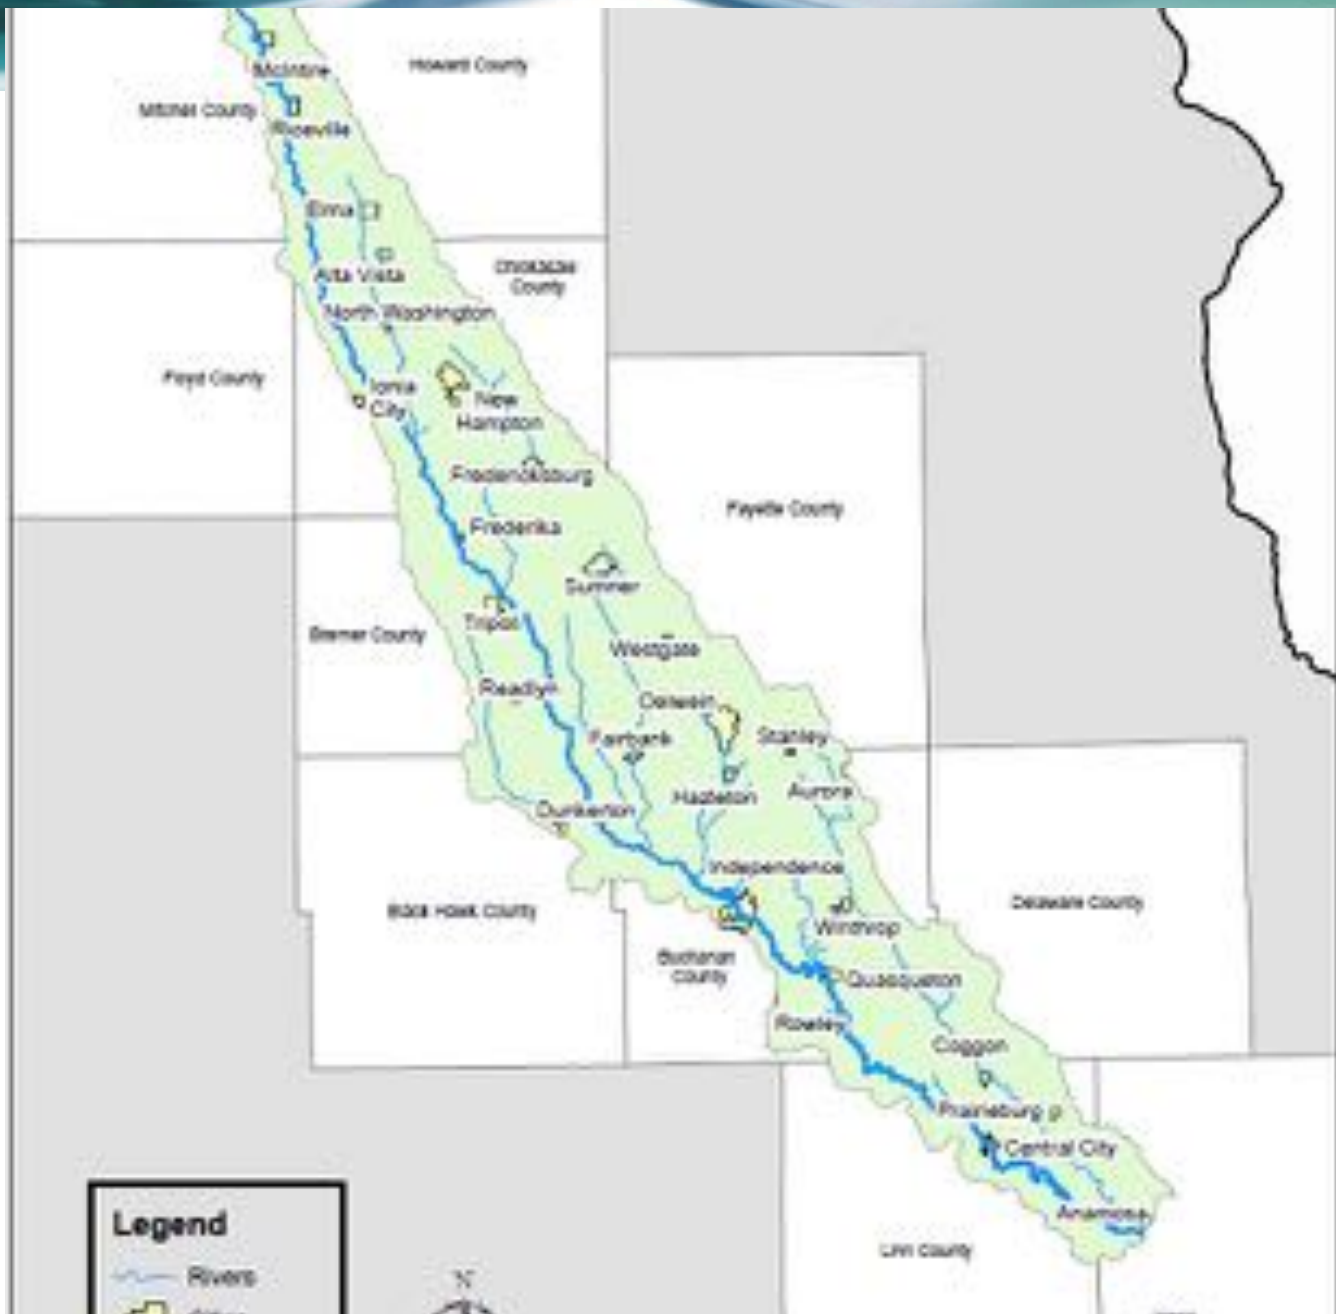 McIntire
Howard County
Mitchell County
Riceville
Elma
Alta Vista
Chickasaw
County
North Washington
Floyd County
Ionia
City
New
Hampton
Fredericksburg
Fayette County
Frederika
Sumner
Tripoli
Bremer County
Westgate
Readlyn
Oelwein
Fairbank
Stanley
Hazleton
Aurora
Dunkerton
Independence
Black Hawk County
Delaware County
Winthrop
Buchanan
County
Quasqueton
Rowley
Coggon
Prairieburg
Central City
Anamosa
Linn County
Legend
Rivers
N